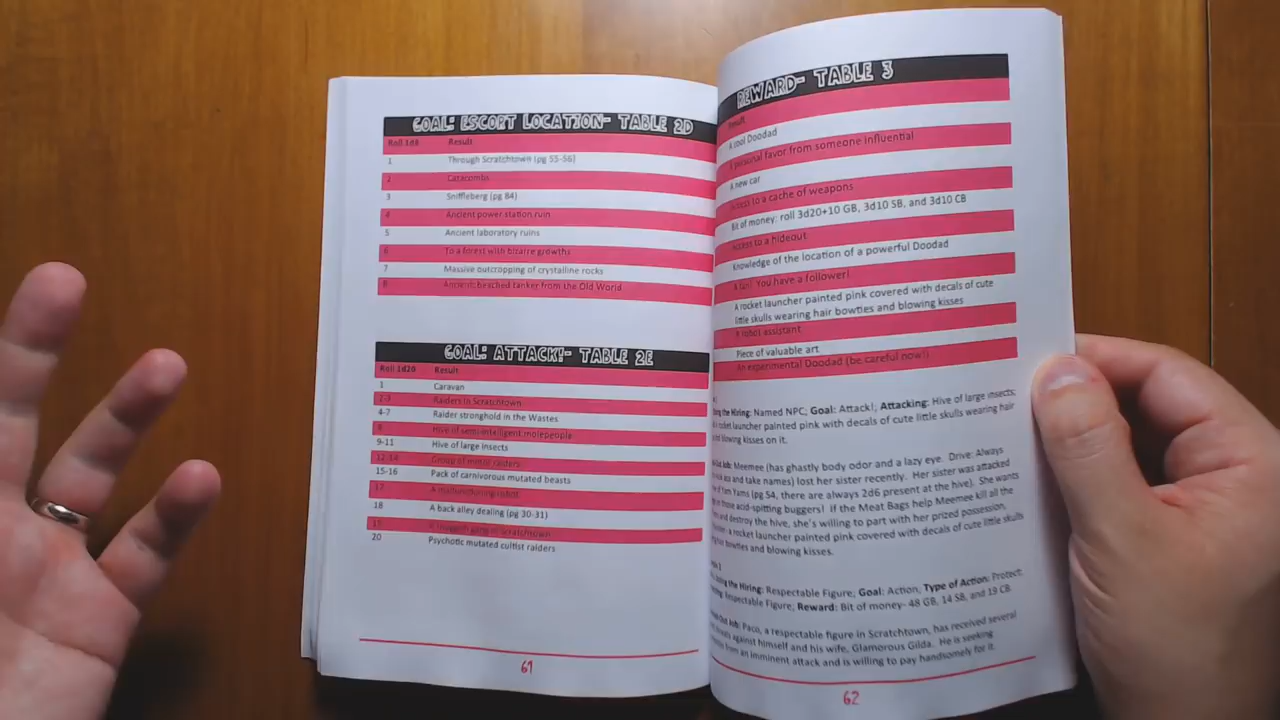 GOAL: ESCORT LOCATION- TABLE 2D
Roll 1d8 Result
1 Through Scratchtown (pg 55-56)
2 Catacombs
3 Sniffleberg (pg 84)
4 Ancient power station ruin
5 Ancient laboratory ruins
6 To a forest with bizarre growths
7 Massive outcropping of crystalline rocks
8 Ancient beached tanker from the Old World
GOAL: ATTACK!- TABLE 2E
Roll 1d20 Result
1 Caravan
2-3 Raiders in Scratchtown
4-7 Raider stronghold in the Wastes
8 Hive of semi-intelligent molepeople
9-11 Hive of large insects
12-14 Group of motor raiders
15-16 Pack of carnivorous mutated beasts
17 A malfunctioning robot
18 A back alley dealing (pg 30-31)
19 in Scratchtown
20 Psychotic mutated cultist raiders
61
REWARD- TABLE 3
Result
A cool Doodad
A personal favor from someone influential
A new car
Access to a cache of weapons
Bit of money: roll 3d20+10 GB, 3d10 SB, and 3d10 CB
Access to a hideout
Knowledge of the location of a powerful Doodad
A fan! You have a follower!
A rocket launcher painted pink covered with decals of cute
little skulls wearing hair bowties and blowing kisses
A robot assistant
Piece of valuable art
An experimental Doodad (be careful now!)
the Hiring: Named NPC; Goal: Attack!; Attacking: Hive of large insects;
rocket launcher painted pink with decals of cute little skulls wearing hair
blowing kisses on it.
Job: Meemee (has ghastly body odor and a lazy eye. Drive: Always
ass and take names) lost her sister recently. Her sister was attacked
of Yom Yams (pg 54, there are always 2d6 present at the hive). She wants
those acid-spitting buggers! If the Meat Bags help Meemee kill all the
and destroy the hive, she's willing to part with her prized possession
a rocket launcher painted pink covered with decals of cute little skulls
bowties and blowing kisses.
the Hiring: Respectable Figure; Goal: Action; Type of Action: Protect;
Respectable Figure; Reward: Bit of money- 48 GB, 14 SB, and 19 CB
Job: Paco, a respectable figure in Scratchtown, has received several
against himself and his wife, Glamorous Gilda. He is seeking
from an imminent attack and is willing to pay handsomely for it.
62